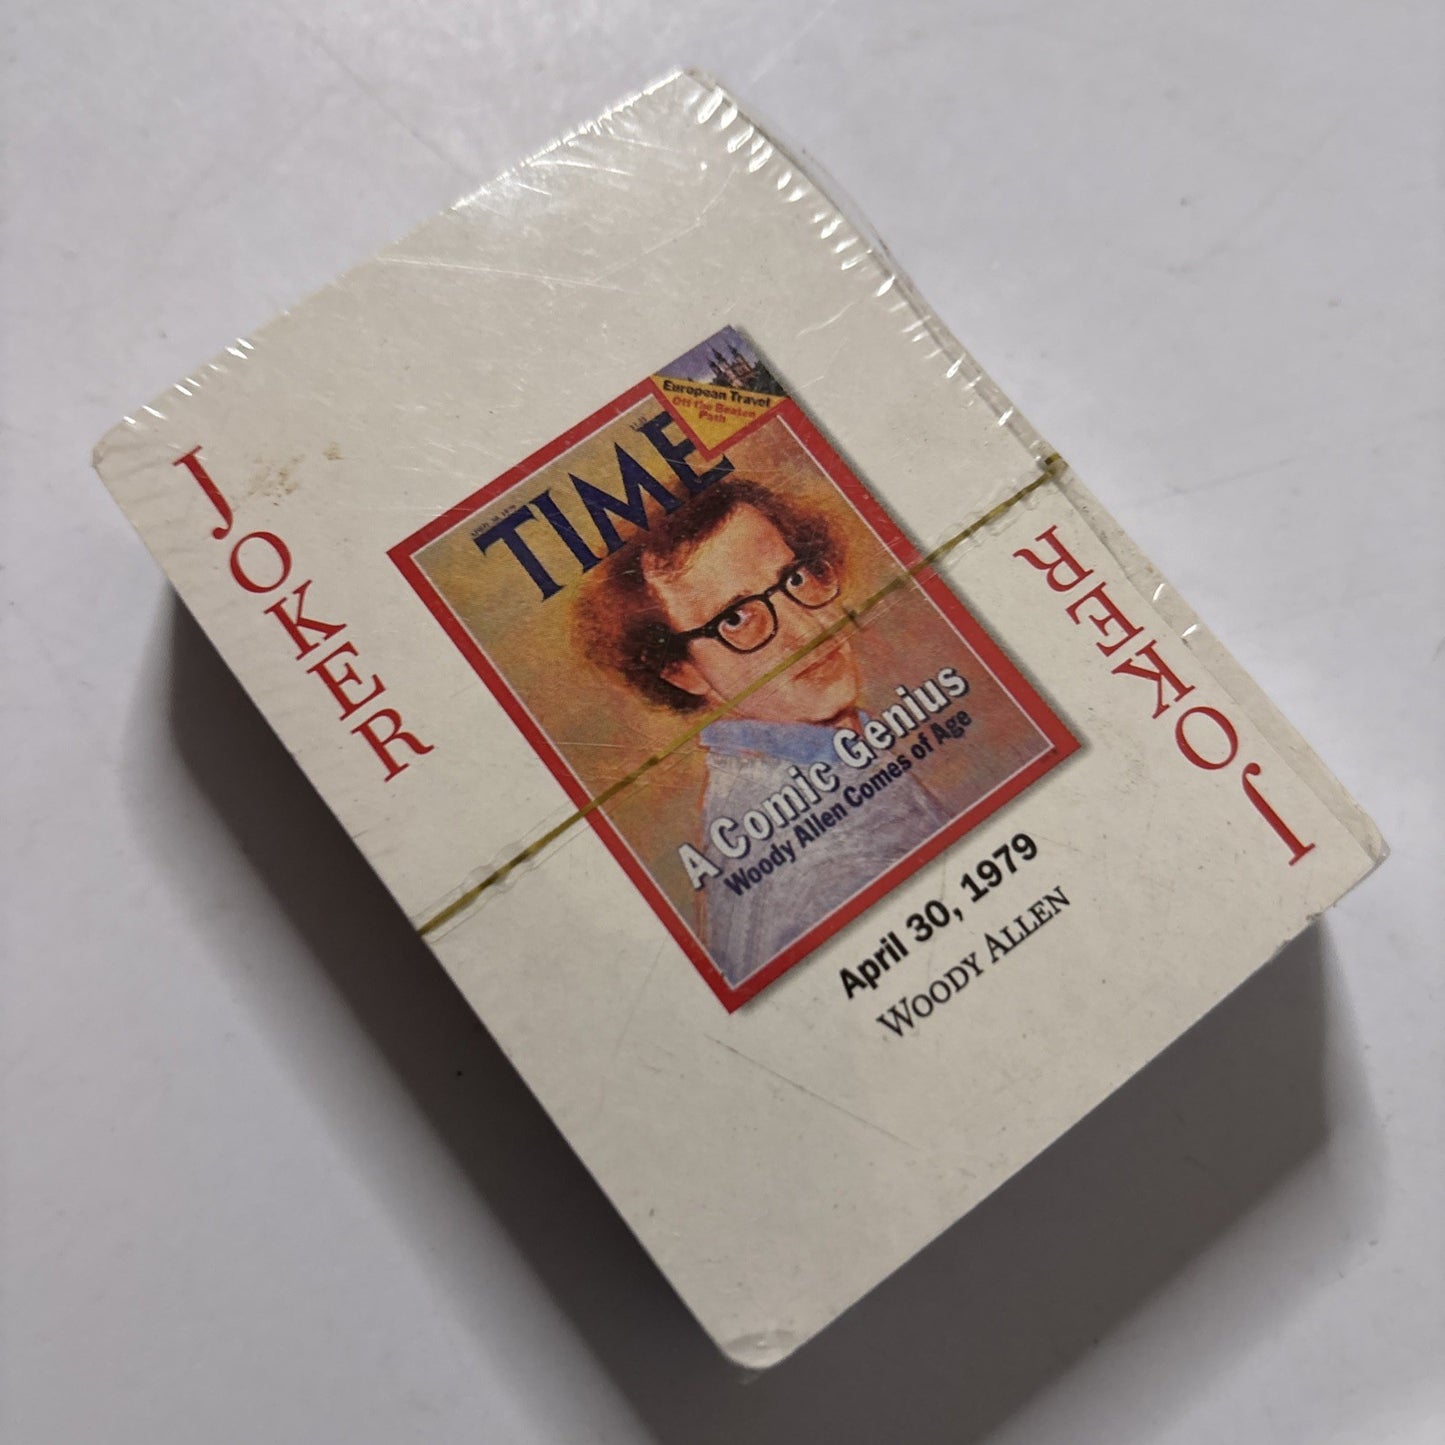 JOKER
European Travel
Off the Beaten
Path
TIME
A Comic Genius
Woody Allen Comes of Age
April 30, 1979
WOODY ALLEN
JOKER